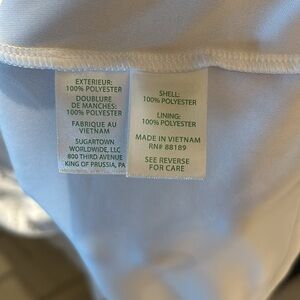 EXTERIEUR:
100% POLYESTER
DOUBLURE
DE MANCHES:
100% POLYESTER
FABRIQUE AU
VIETNAM
SUGARTOWN
WORLDWIDE, LLC
800 THIRD AVENUE
KING OF PRUSSIA, PA
SHELL:
100% POLYESTER
LINING:
100% POLYESTER
MADE IN VIETNAM
RN# 88189
SEE REVERSE
FOR CARE